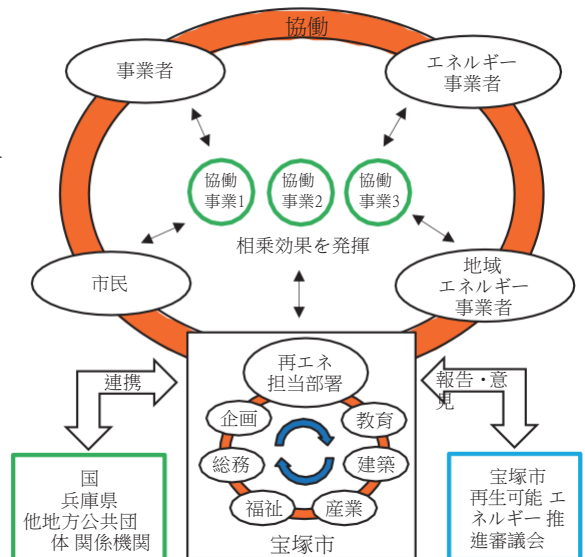 協働
事業者
エネルギー
事業者
協働
事業1
協働
事業2
協働
事業3
相乗効果を発揮
市民
地域
エネルギー
事業者
再エネ
担当部署
企画
教育
総務
建築
福祉
産業
宝塚市
連携
報告・意
見
国
兵庫県
他地方公共団
体 関係機関
宝塚市
再生可能 エ
ネルギー 推
進審議会